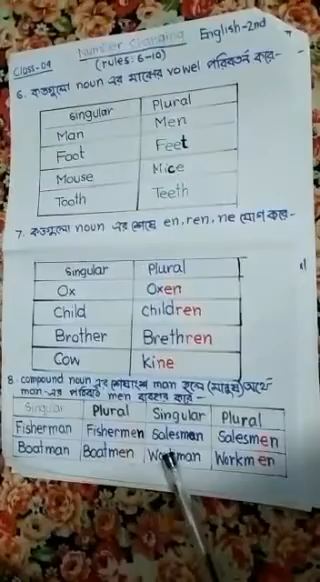 Number Changing English-2nd
Class-09 (rules: 6-10)
6. কতগুলো noun এর মাঝের vowel পরিবর্তন করে-
Singular Plural
Man Men
Foot Feet
Mouse Mice
Tooth Teeth
7. কতগুলো noun এর শেষে en, ren, ne যোগ করে-
Singular Plural
Ox Oxen
Child Children
Brother Brethren
Cow Kine
8. compound noun এর শেষাংশে man হলে (মানুষ) অর্থে
man-এর পরিবর্তে men ব্যবহার করে -
Singular Plural Singular Plural
Fisherman Fishermen Salesman Salesmen
Boatman Boatmen Workman Workmen